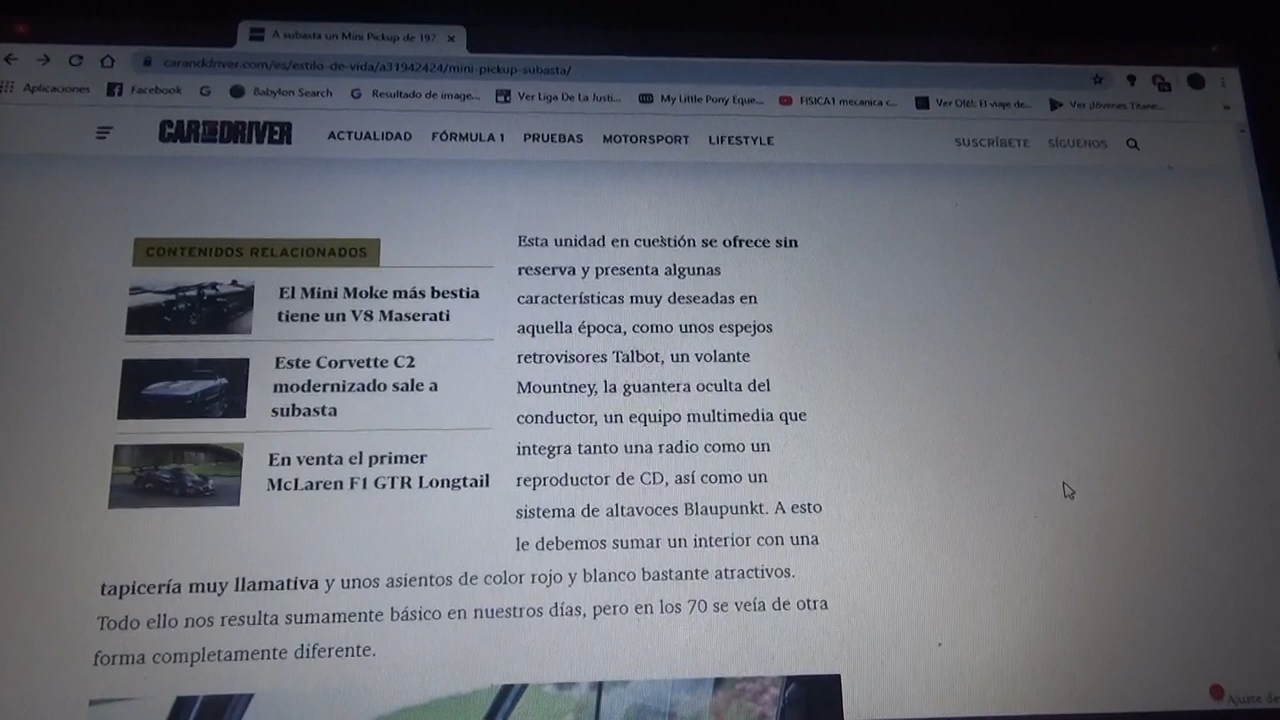 A subasta un Mini Pickup de 197
caranddriver.com/es/estilo-de-vida/a31942424/mini-pickup-subasta/
Aplicaciones
Facebook
Babylon Search
Resultado de image...
Ver Liga De La Justi...
My Little Pony Eque...
FISICA1 mecanica c...
Ver Olé!: El viaje de...
Ver ¡Jóvenes Titane...
CAR AND DRIVER
ACTUALIDAD
FÓRMULA 1
PRUEBAS
MOTORSPORT
LIFESTYLE
SUSCRÍBETE
SÍGUENOS
CONTENIDOS RELACIONADOS
El Mini Moke más bestia
tiene un V8 Maserati
Este Corvette C2
modernizado sale a
subasta
En venta el primer
McLaren F1 GTR Longtail
Esta unidad en cuestión se ofrece sin
reserva y presenta algunas
características muy deseadas en
aquella época, como unos espejos
retrovisores Talbot, un volante
Mountney, la guantera oculta del
conductor, un equipo multimedia que
integra tanto una radio como un
reproductor de CD, así como un
sistema de altavoces Blaupunkt. A esto
le debemos sumar un interior con una
tapicería muy llamativa y unos asientos de color rojo y blanco bastante atractivos.
Todo ello nos resulta sumamente básico en nuestros días, pero en los 70 se veía de otra
forma completamente diferente.
Ajuste de